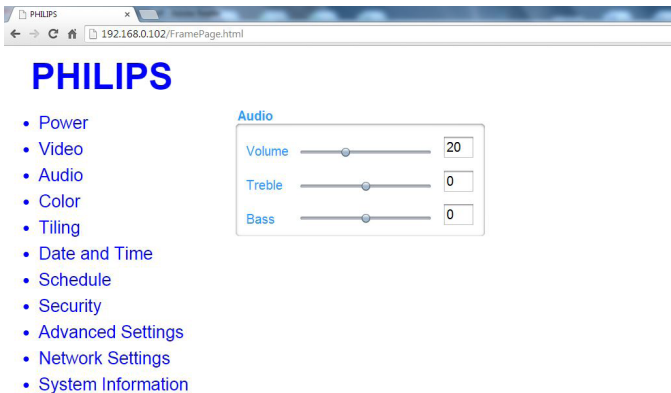 PHILIPS
192.168.0.102/FramePage.html
PHILIPS
Power
Video
Audio
Color
Tiling
Date and Time
Schedule
Security
Advanced Settings
Network Settings
System Information
Audio
Volume 20
Treble 0
Bass 0